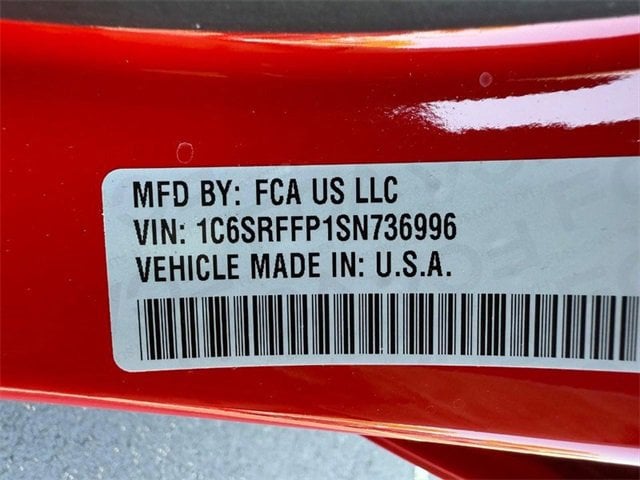 MFD BY: FCA US LLC
VIN: 1C6SRFFP1SN736996
VEHICLE MADE IN: U.S.A.